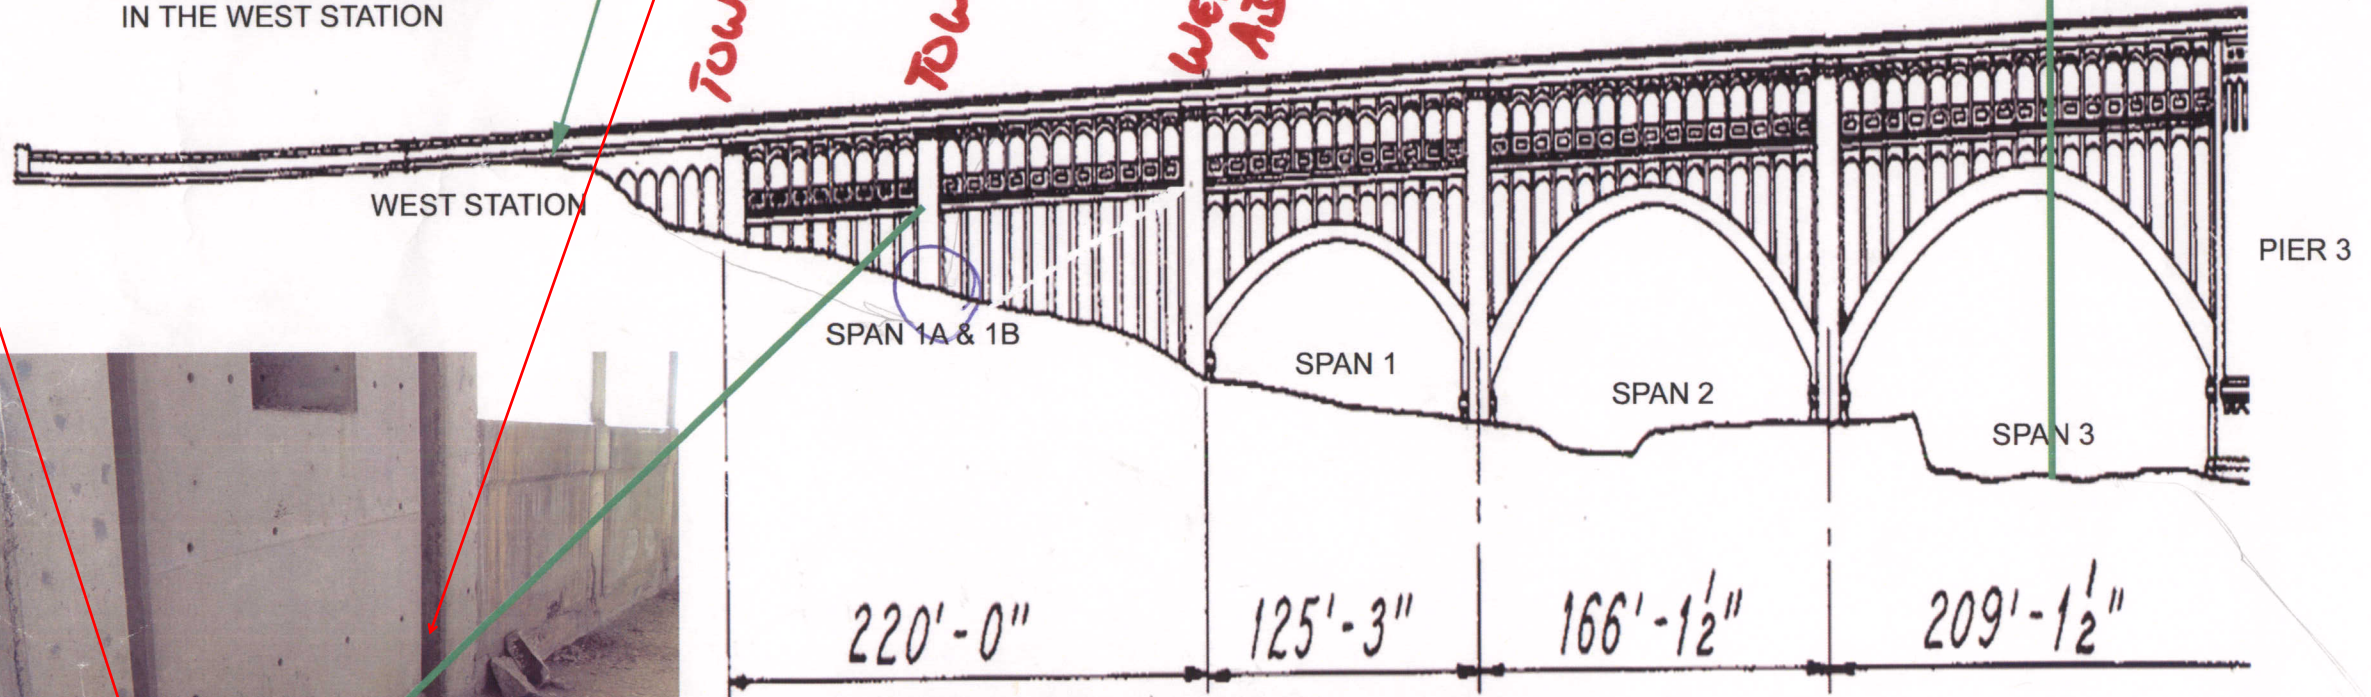 IN THE WEST STATION
WEST STATION
SPAN 1A & 1B
SPAN 1
SPAN 2
SPAN 3
PIER 3
220'-0"
125'-3"
166'-1½"
209'-1½"